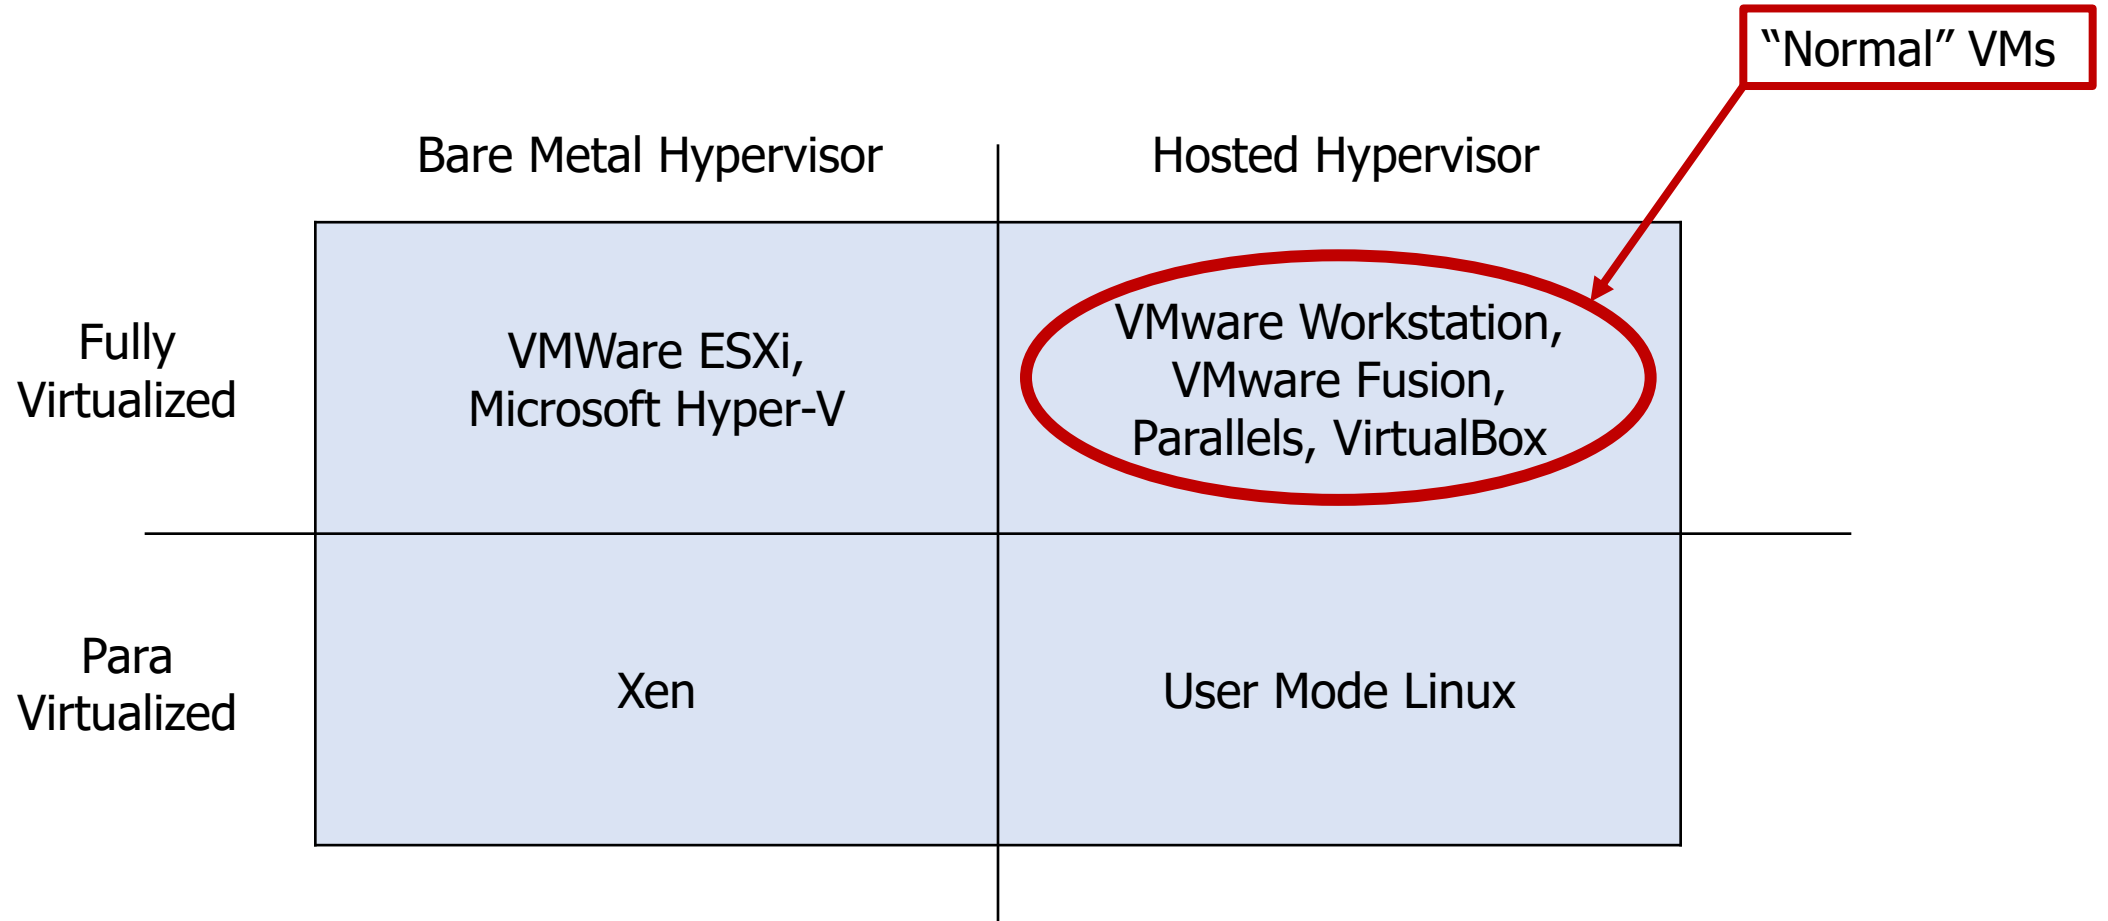 “Normal” VMs
Bare Metal Hypervisor
Hosted Hypervisor
Fully
Virtualized
VMWare ESXi,
Microsoft Hyper-V
VMware Workstation,
VMware Fusion,
Parallels, VirtualBox
Para
Virtualized
Xen
User Mode Linux